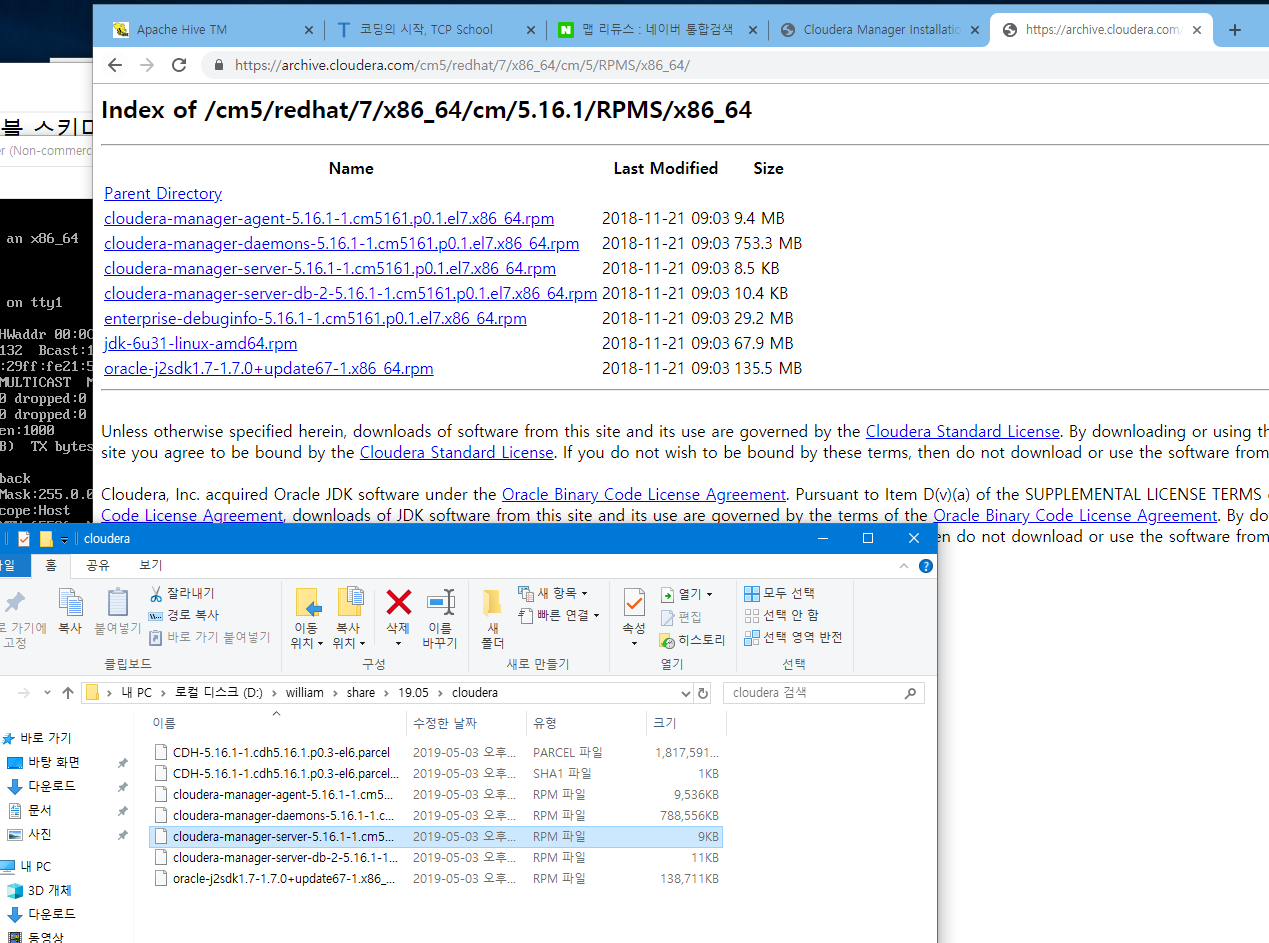 Apache Hive TM
코딩의 시작, TCP School
맵 리듀스 : 네이버 통합검색
Cloudera Manager Installatio
https://archive.cloudera.com/
https://archive.cloudera.com/cm5/redhat/7/x86_64/cm/5/RPMS/x86_64/
Index of /cm5/redhat/7/x86_64/cm/5.16.1/RPMS/x86_64
Name Last Modified Size
Parent Directory
cloudera-manager-agent-5.16.1-1.cm5161.p0.1.el7.x86_64.rpm 2018-11-21 09:03 9.4 MB
cloudera-manager-daemons-5.16.1-1.cm5161.p0.1.el7.x86_64.rpm 2018-11-21 09:03 753.3 MB
cloudera-manager-server-5.16.1-1.cm5161.p0.1.el7.x86_64.rpm 2018-11-21 09:03 8.5 KB
cloudera-manager-server-db-2-5.16.1-1.cm5161.p0.1.el7.x86_64.rpm 2018-11-21 09:03 10.4 KB
enterprise-debuginfo-5.16.1-1.cm5161.p0.1.el7.x86_64.rpm 2018-11-21 09:03 29.2 MB
jdk-6u31-linux-amd64.rpm 2018-11-21 09:03 67.9 MB
oracle-j2sdk1.7-1.7.0+update67-1.x86_64.rpm 2018-11-21 09:03 135.5 MB
Unless otherwise specified herein, downloads of software from this site and its use are governed by the Cloudera Standard License. By downloading or using th
site you agree to be bound by the Cloudera Standard License. If you do not wish to be bound by these terms, then do not download or use the software from
Cloudera, Inc. acquired Oracle JDK software under the Oracle Binary Code License Agreement. Pursuant to Item D(v)(a) of the SUPPLEMENTAL LICENSE TERMS
Code License Agreement, downloads of JDK software from this site and its use are governed by the terms of the Oracle Binary Code License Agreement. By do
en do not download or use the software from
블 스키
er (Non-commerc
an x86_64
on tty1
HWaddr 00:0C
132 Bcast:1
:29ff:fe21:5
MULTICAST M
0 dropped:0
0 dropped:0
en:1000
B) TX bytes
back
Mask:255.0.0
cope:Host
cloudera
파일 홈 공유 보기
잘라내기
경로 복사
바로 가기 붙여넣기
로 가기에
고정
복사
붙여넣기
클립보드
이동
위치
복사
위치
삭제
이름
바꾸기
구성
새
폴더
새 항목
빠른 연결
새로 만들기
속성
열기
편집
히스토리
열기
모두 선택
선택 안 함
선택 영역 반전
선택
내 PC > 로컬 디스크 (D:) > william > share > 19.05 > cloudera
cloudera 검색
이름 수정한 날짜 유형 크기
CDH-5.16.1-1.cdh5.16.1.p0.3-el6.parcel 2019-05-03 오후... PARCEL 파일 1,817,591...
CDH-5.16.1-1.cdh5.16.1.p0.3-el6.parcel... 2019-05-03 오후... SHA1 파일 1KB
cloudera-manager-agent-5.16.1-1.cm5... 2019-05-03 오후... RPM 파일 9,536KB
cloudera-manager-daemons-5.16.1-1.c... 2019-05-03 오후... RPM 파일 788,556KB
cloudera-manager-server-5.16.1-1.cm5... 2019-05-03 오후... RPM 파일 9KB
cloudera-manager-server-db-2-5.16.1-1... 2019-05-03 오후... RPM 파일 11KB
oracle-j2sdk1.7-1.7.0+update67-1.x86_... 2019-05-03 오후... RPM 파일 138,711KB
바로 가기
바탕 화면
다운로드
문서
사진
내 PC
3D 개체
다운로드
동영상